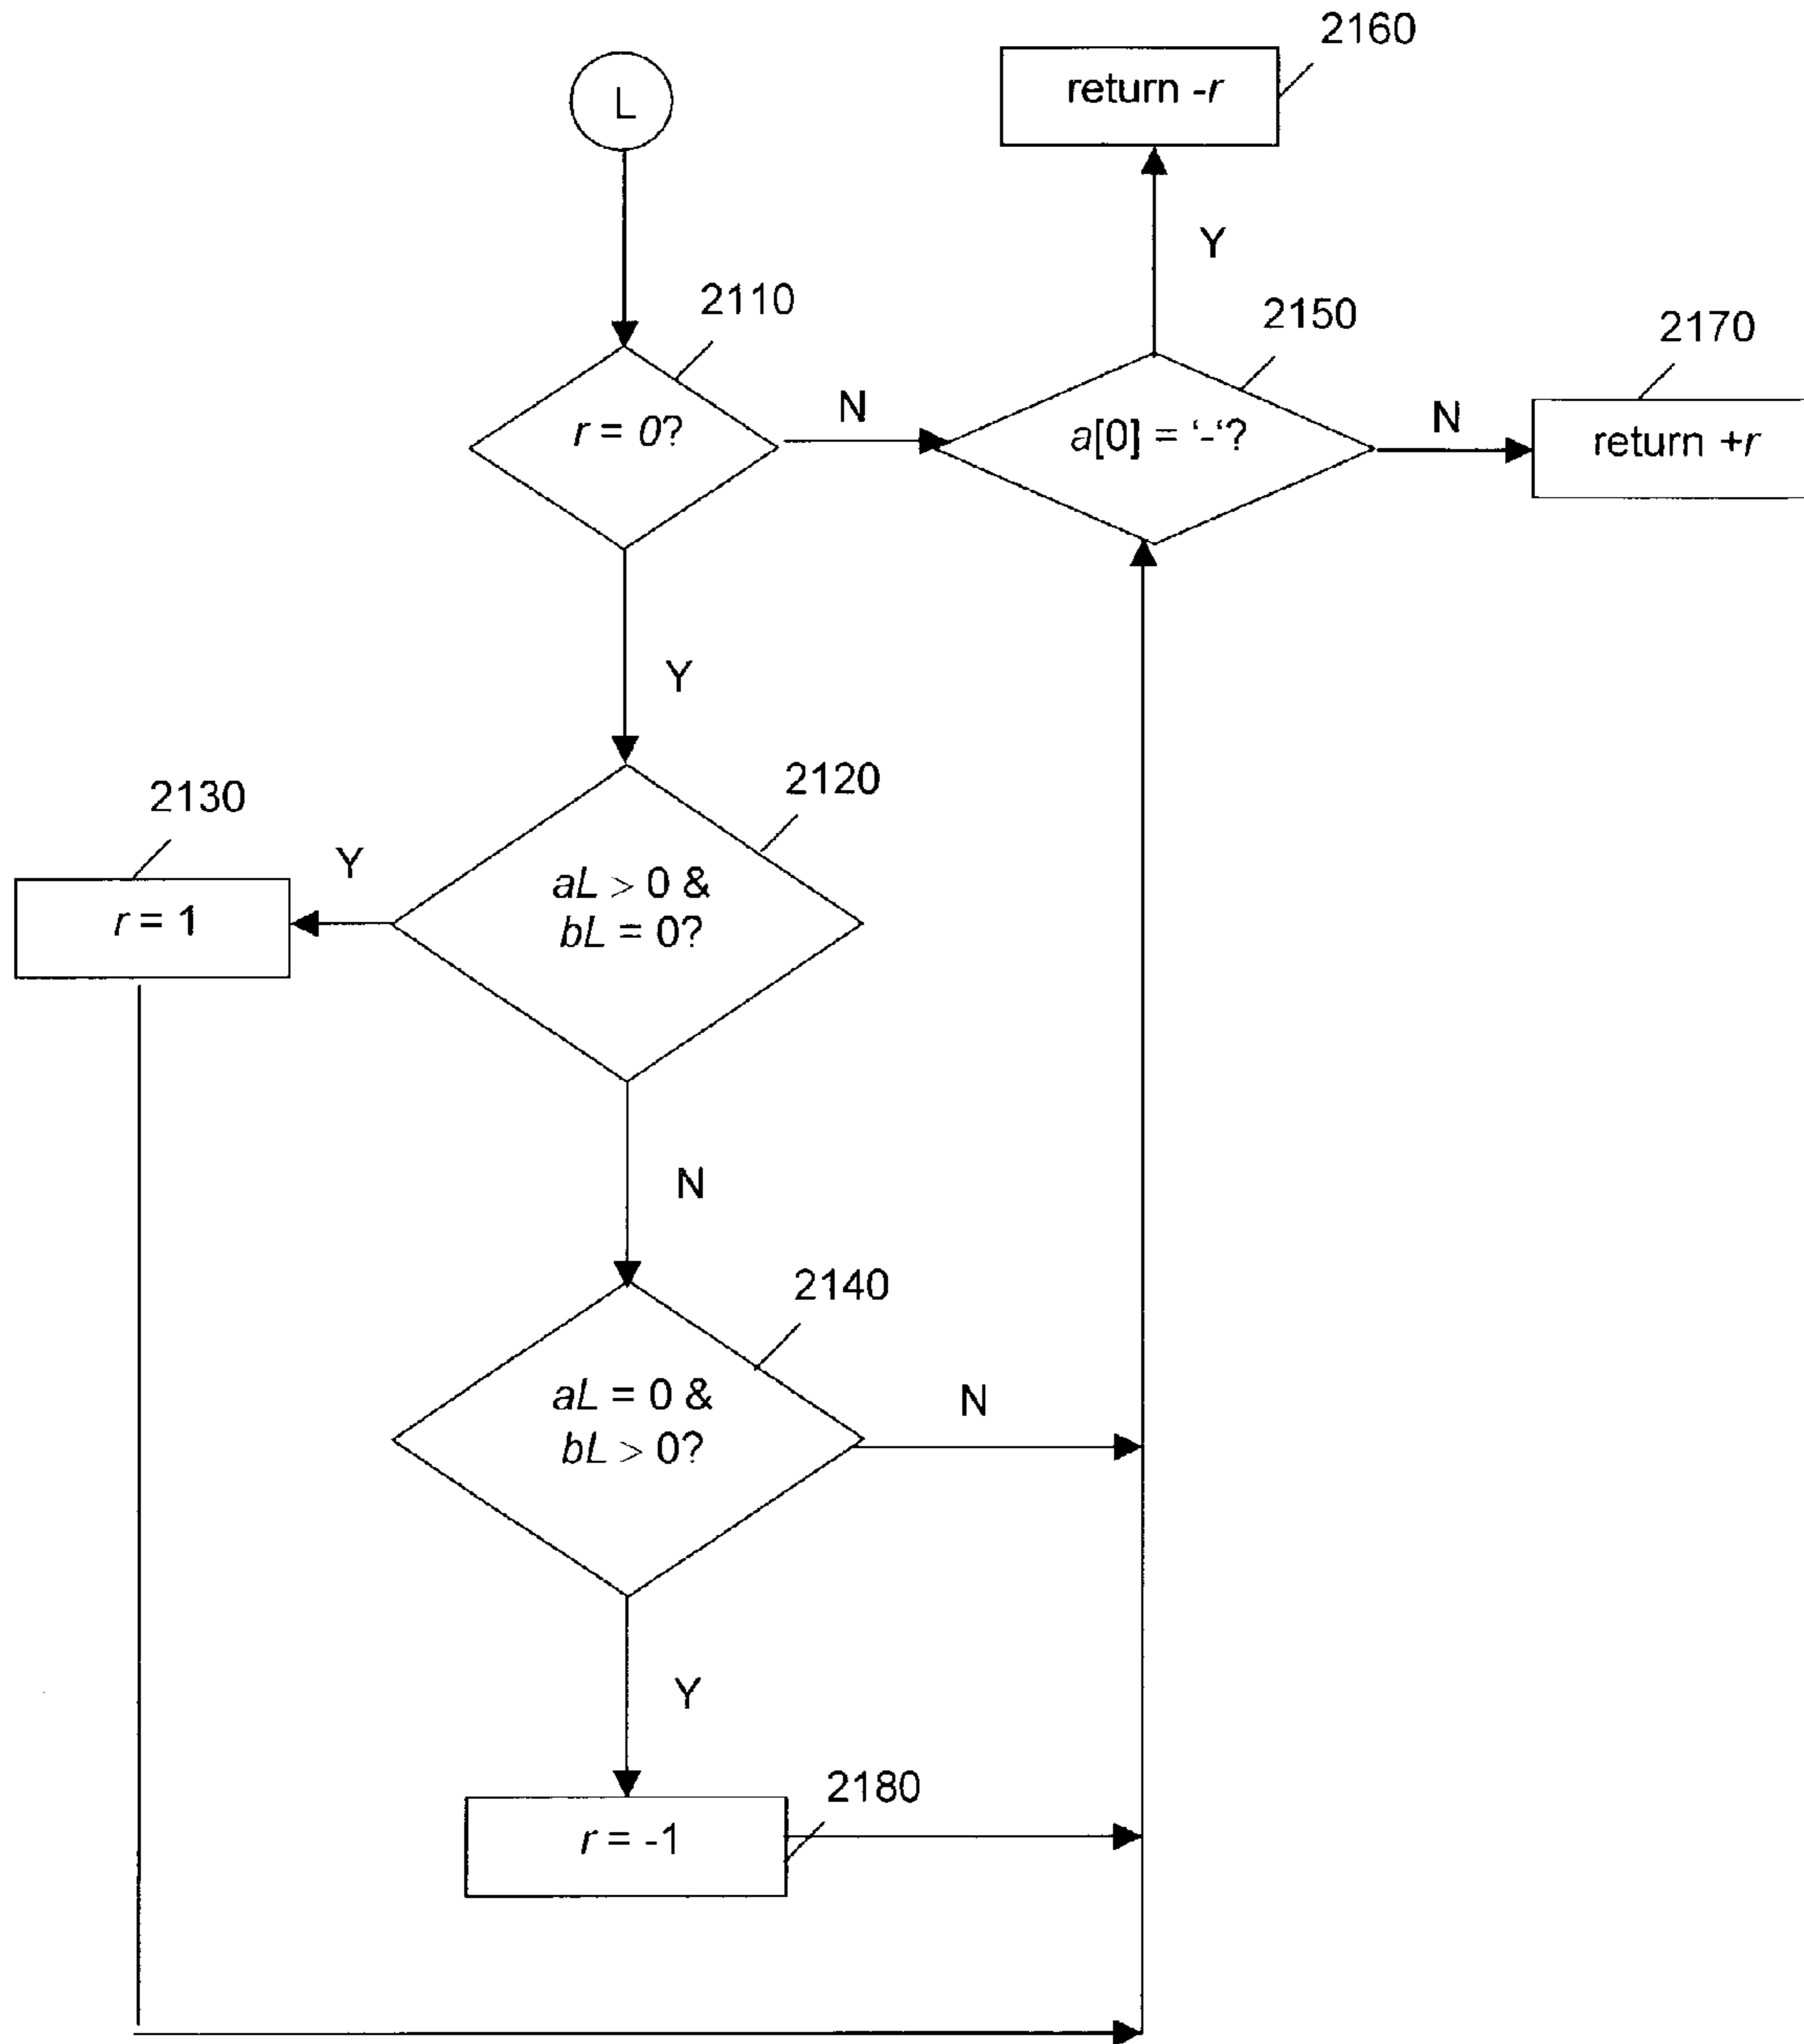 2160
return -r
L
2110
2150
2170
r = 0?
N
a[0] = ‘-‘?
Y
N
return +r
Y
2120
2130
Y
aL > 0 &
bL = 0?
r = 1
N
2140
aL = 0 &
bL > 0?
N
Y
2180
r = -1